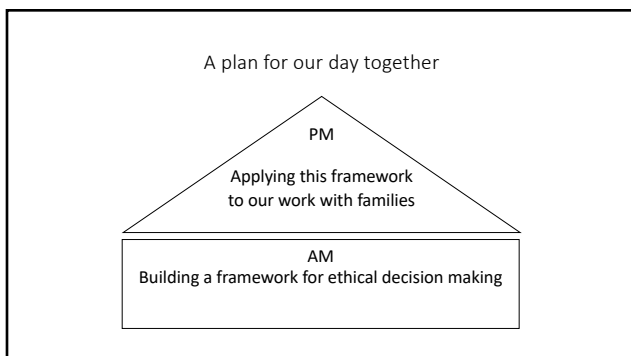 A plan for our day together
PM
Applying this framework
to our work with families
AM
Building a framework for ethical decision making